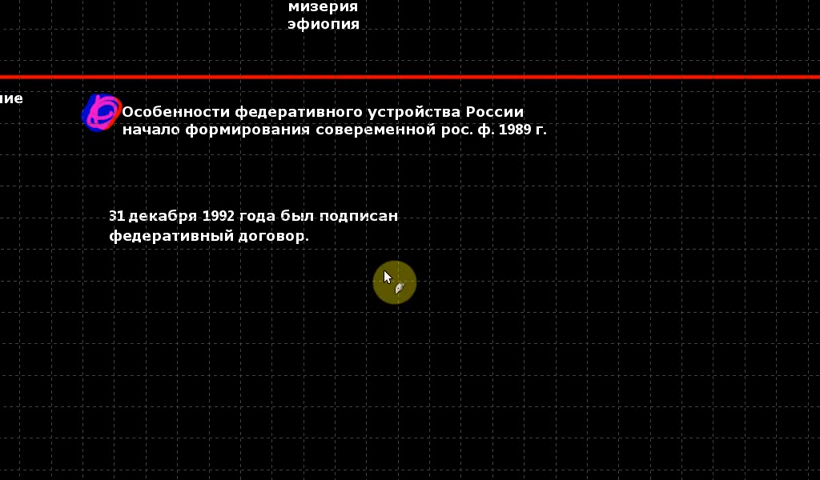 мизерия
эфиопия
ние
Особенности федеративного устройства России
начало формирования совеременной рос. ф. 1989 г.
31 декабря 1992 года был подписан
федеративный договор.